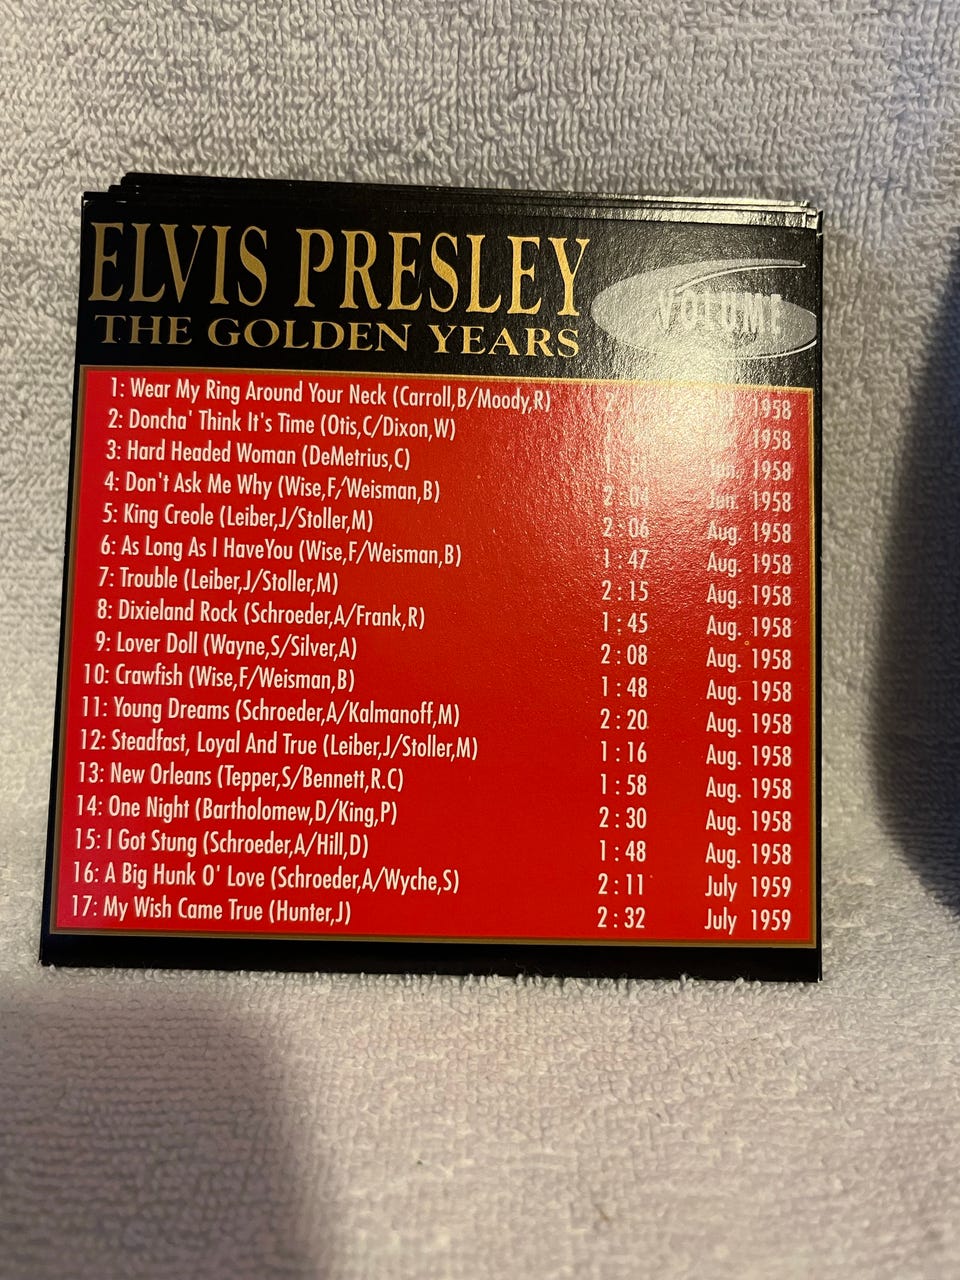 ELVIS PRESLEY
THE GOLDEN YEARS
VOLUME
1: Wear My Ring Around Your Neck (Carroll,B/Moody,R) 1958
2: Doncha' Think It's Time (Otis,C/Dixon,W) 1958
3: Hard Headed Woman (DeMetrius,C) Jun. 1958
4: Don't Ask Me Why (Wise,F/Weisman,B) 2:04 Jun. 1958
5: King Creole (Leiber,J/Stoller,M) 2:06 Aug. 1958
6: As Long As I HaveYou (Wise,F/Weisman,B) 1:47 Aug. 1958
7: Trouble (Leiber,J/Stoller,M) 2:15 Aug. 1958
8: Dixieland Rock (Schroeder,A/Frank,R) 1:45 Aug. 1958
9: Lover Doll (Wayne,S/Silver,A) 2:08 Aug. 1958
10: Crawfish (Wise,F/Weisman,B) 1:48 Aug. 1958
11: Young Dreams (Schroeder,A/Kalmanoff,M) 2:20 Aug. 1958
12: Steadfast, Loyal And True (Leiber,J/Stoller,M) 1:16 Aug. 1958
13: New Orleans (Tepper,S/Bennett,R.C) 1:58 Aug. 1958
14: One Night (Bartholomew,D/King,P) 2:30 Aug. 1958
15: I Got Stung (Schroeder,A/Hill,D) 1:48 Aug. 1958
16: A Big Hunk O' Love (Schroeder,A/Wyche,S) 2:11 July 1959
17: My Wish Came True (Hunter,J) 2:32 July 1959